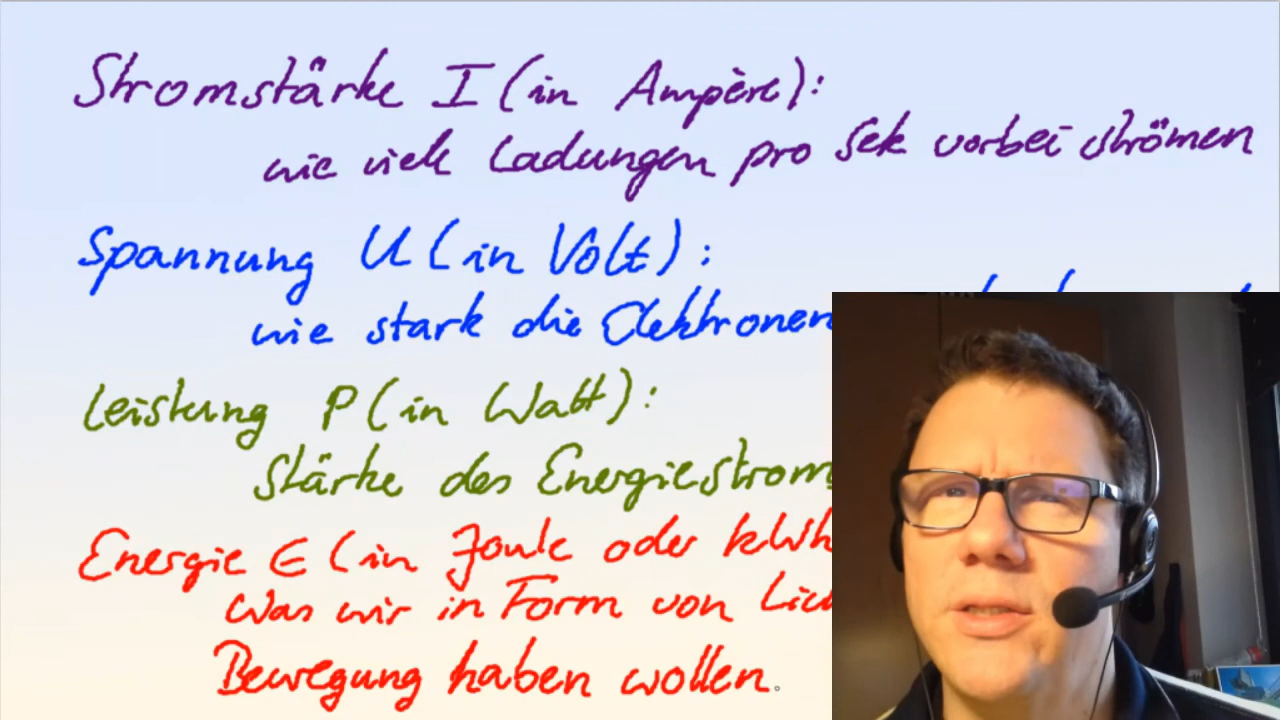 Stromstärke I (in Ampère):
wie viele Ladungen pro Sek vorbei strömen
Spannung U (in Volt):
wie stark die Elektronen
Leistung P (in Watt):
Stärke des Energiestroms
Energie E (in Joule oder kWh
Was wir in Form von
Bewegung haben wollen.